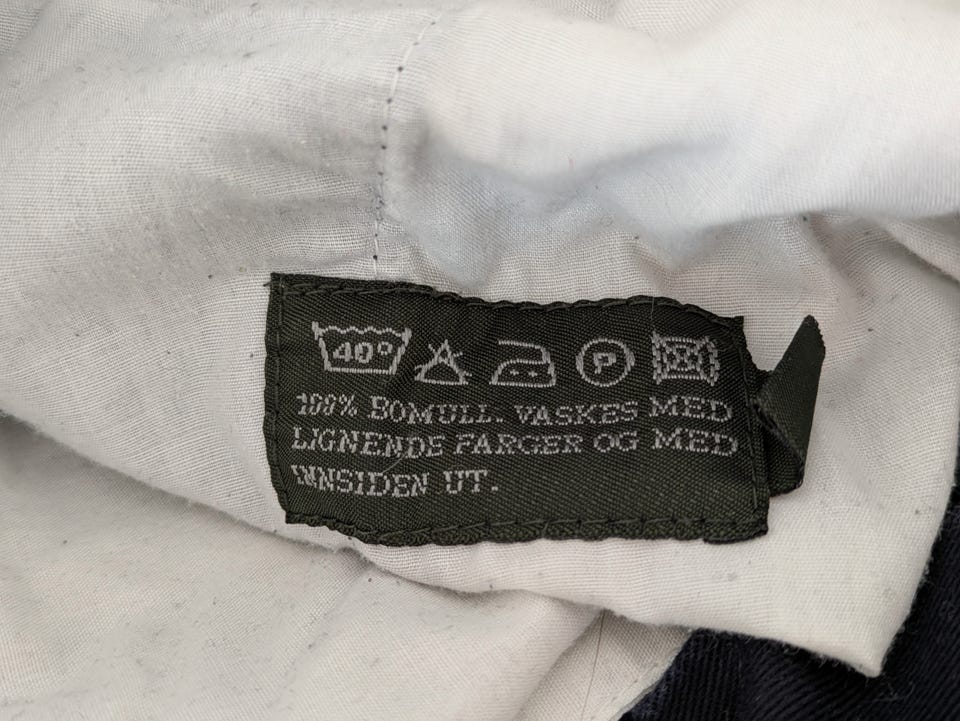 40°
P
100% BOMULL. VASKES MED
LIGNENDE FARGER OG MED
INNSIDEN UT.